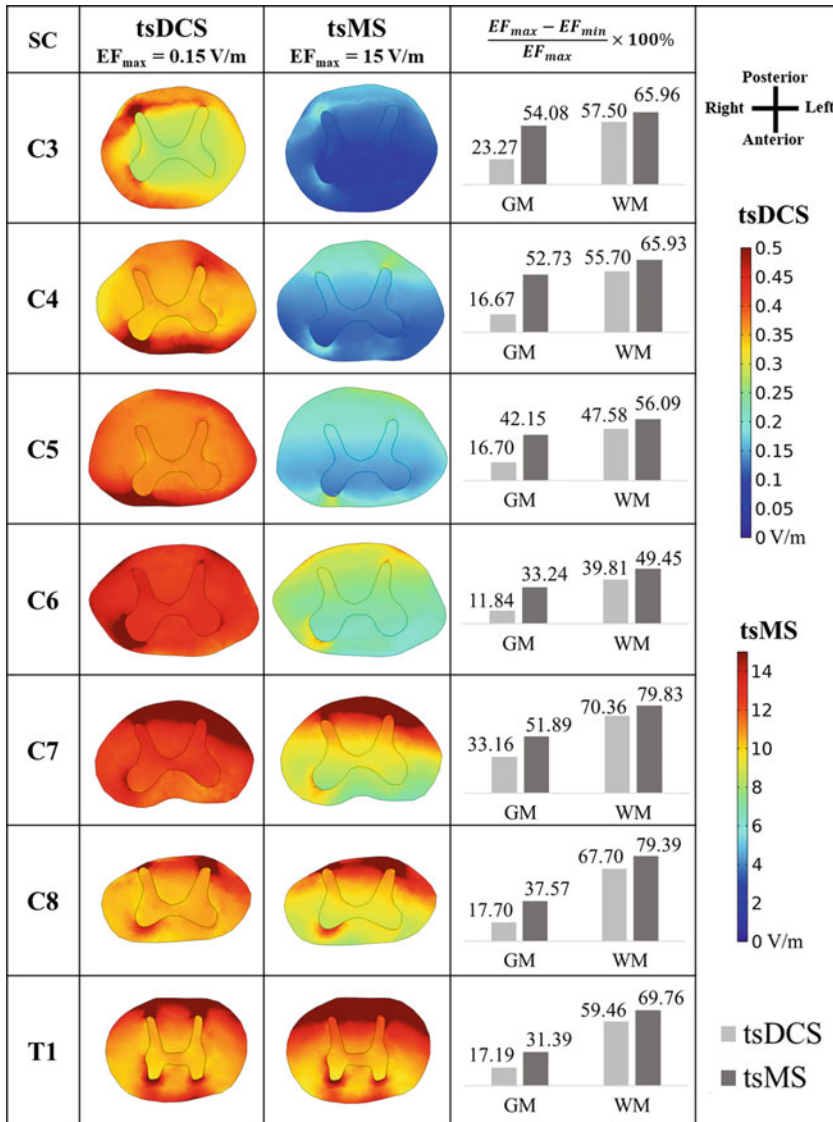 SC
tsDCS
EFmax = 0.15 V/m
tsMS
EFmax = 15 V/m
EFmax − EFmin
EFmax
× 100%
C3
23.27 54.08 57.50 65.96
GM WM
C4
16.67 52.73 55.70 65.93
GM WM
C5
16.70 42.15 47.58 56.09
GM WM
C6
11.84 33.24 39.81 49.45
GM WM
C7
33.16 51.89 70.36 79.83
GM WM
C8
17.70 37.57 67.70 79.39
GM WM
T1
17.19 31.39 59.46 69.76
GM WM
Posterior
Right Left
Anterior
tsDCS
0.5
0.45
0.4
0.35
0.3
0.25
0.2
0.15
0.1
0.05
0 V/m
tsMS
14
12
10
8
6
4
2
0 V/m
tsDCS
tsMS